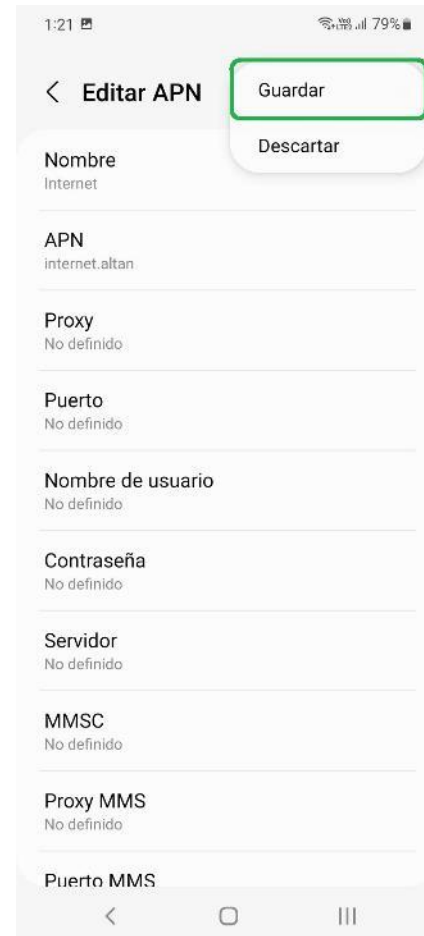 1:21 79%
Editar APN
Guardar
Descartar
Nombre
Internet
APN
internet.altan
Proxy
No definido
Puerto
No definido
Nombre de usuario
No definido
Contraseña
No definido
Servidor
No definido
MMSC
No definido
Proxy MMS
No definido
Puerto MMS